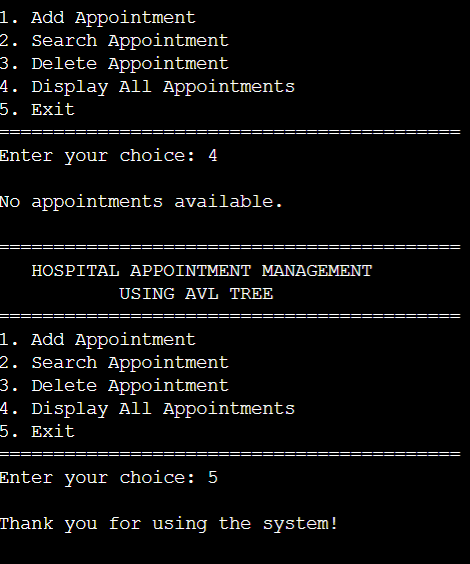 1. Add Appointment
2. Search Appointment
3. Delete Appointment
4. Display All Appointments
5. Exit
==========================================
Enter your choice: 4
No appointments available.
==========================================
HOSPITAL APPOINTMENT MANAGEMENT
USING AVL TREE
==========================================
1. Add Appointment
2. Search Appointment
3. Delete Appointment
4. Display All Appointments
5. Exit
==========================================
Enter your choice: 5
Thank you for using the system!